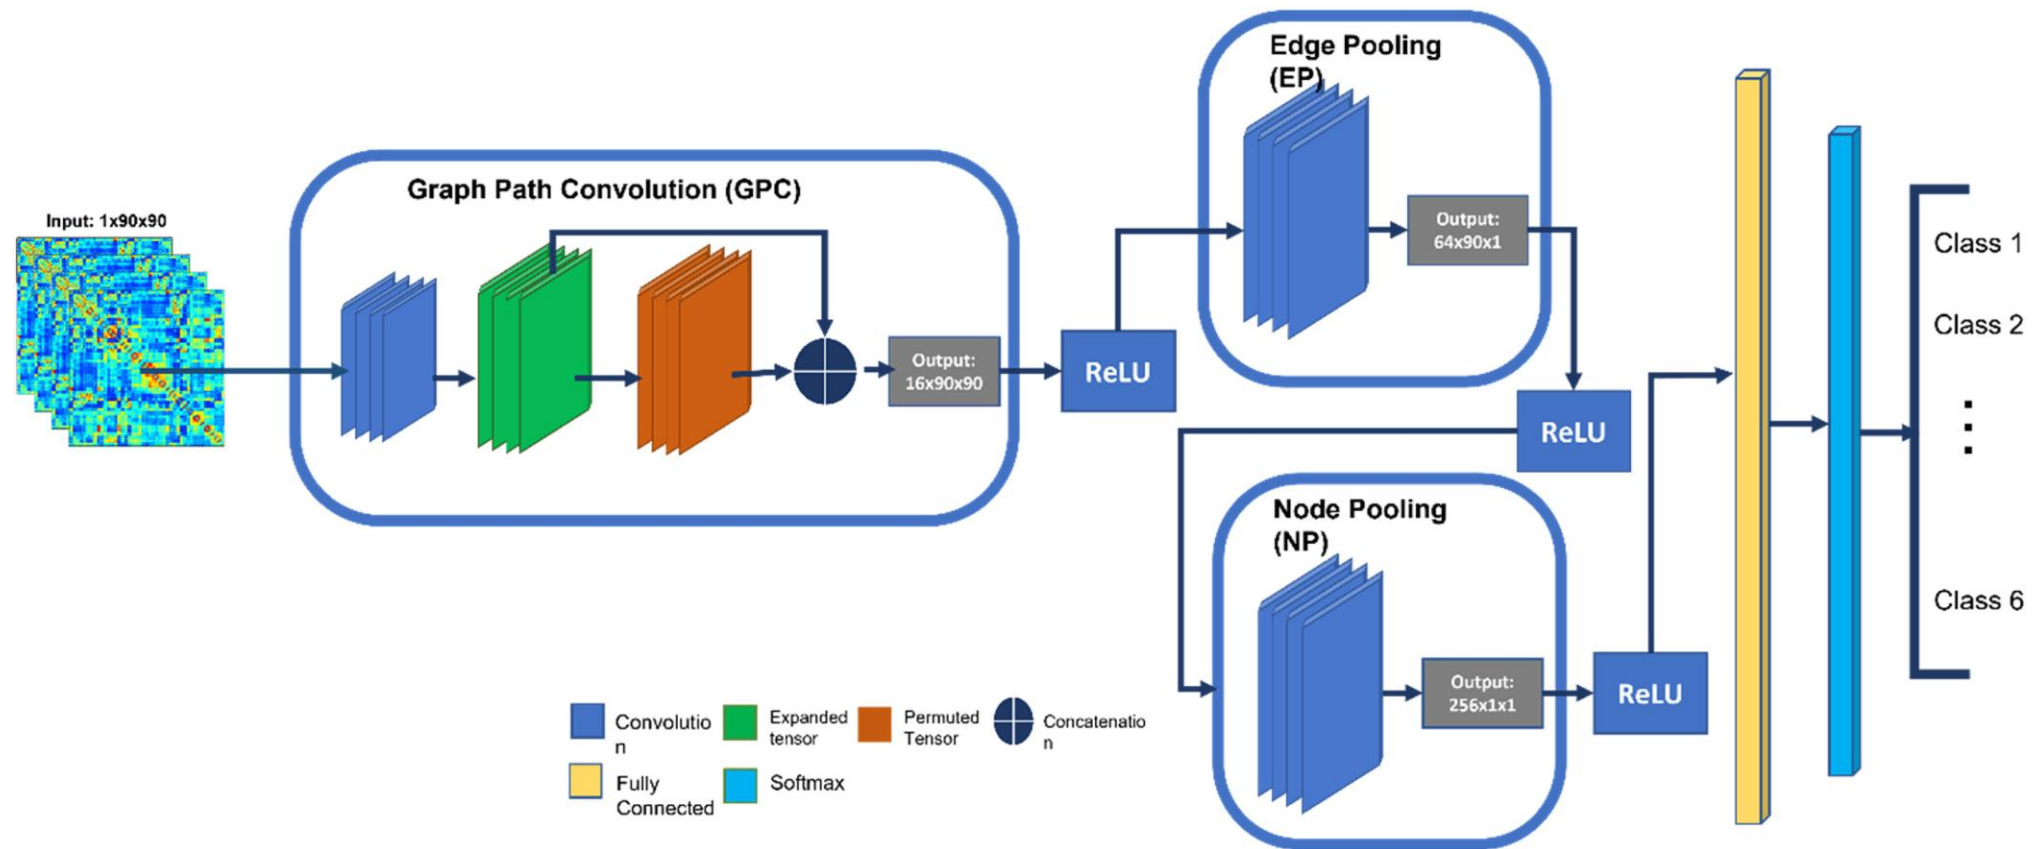 Input: 1x90x90
Graph Path Convolution (GPC)
Output:
16x90x90
ReLU
Edge Pooling
(EP)
Output:
64x90x1
ReLU
Node Pooling
(NP)
Output:
256x1x1
ReLU
Class 1
Class 2
Class 6
Convolutio
n
Expanded
tensor
Permuted
Tensor
Concatenatio
n
Fully
Connected
Softmax